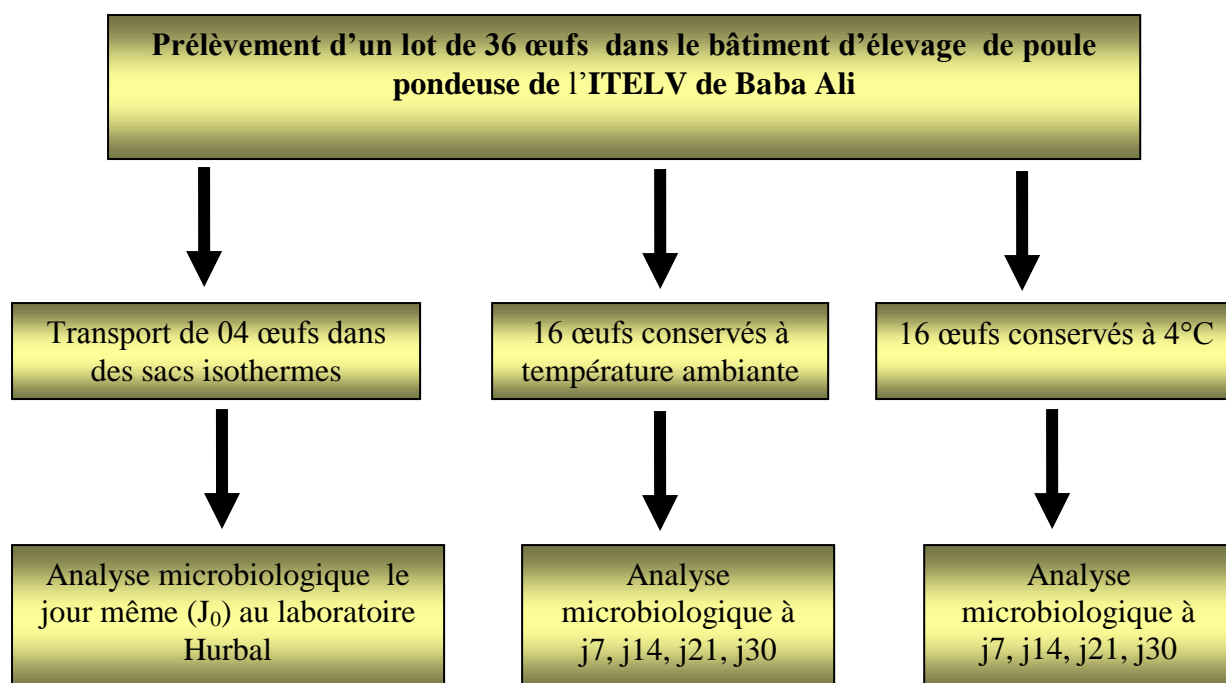 Prélèvement d’un lot de 36 œufs dans le bâtiment d’élevage de poule
pondeuse de l’ITELV de Baba Ali
Transport de 04 œufs dans
des sacs isothermes
16 œufs conservés à
température ambiante
16 œufs conservés à 4°C
Analyse microbiologique le
jour même (J₀) au laboratoire
Hurbal
Analyse
microbiologique à
j7, j14, j21, j30
Analyse
microbiologique à
j7, j14, j21, j30